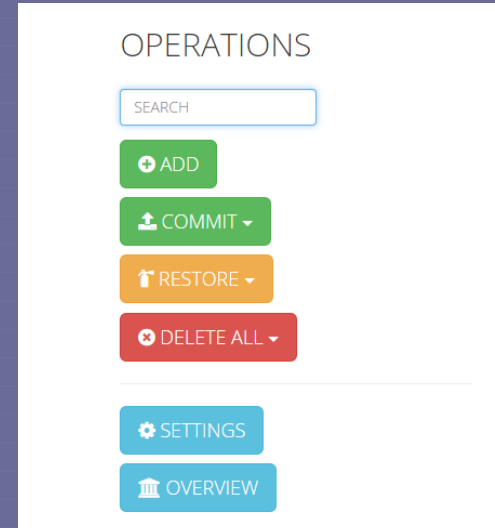 OPERATIONS
SEARCH
ADD
COMMIT
RESTORE
DELETE ALL
SETTINGS
OVERVIEW